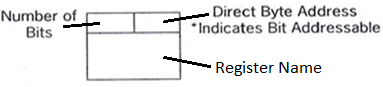 Number of
Bits
Direct Byte Address
*Indicates Bit Addressable
Register Name